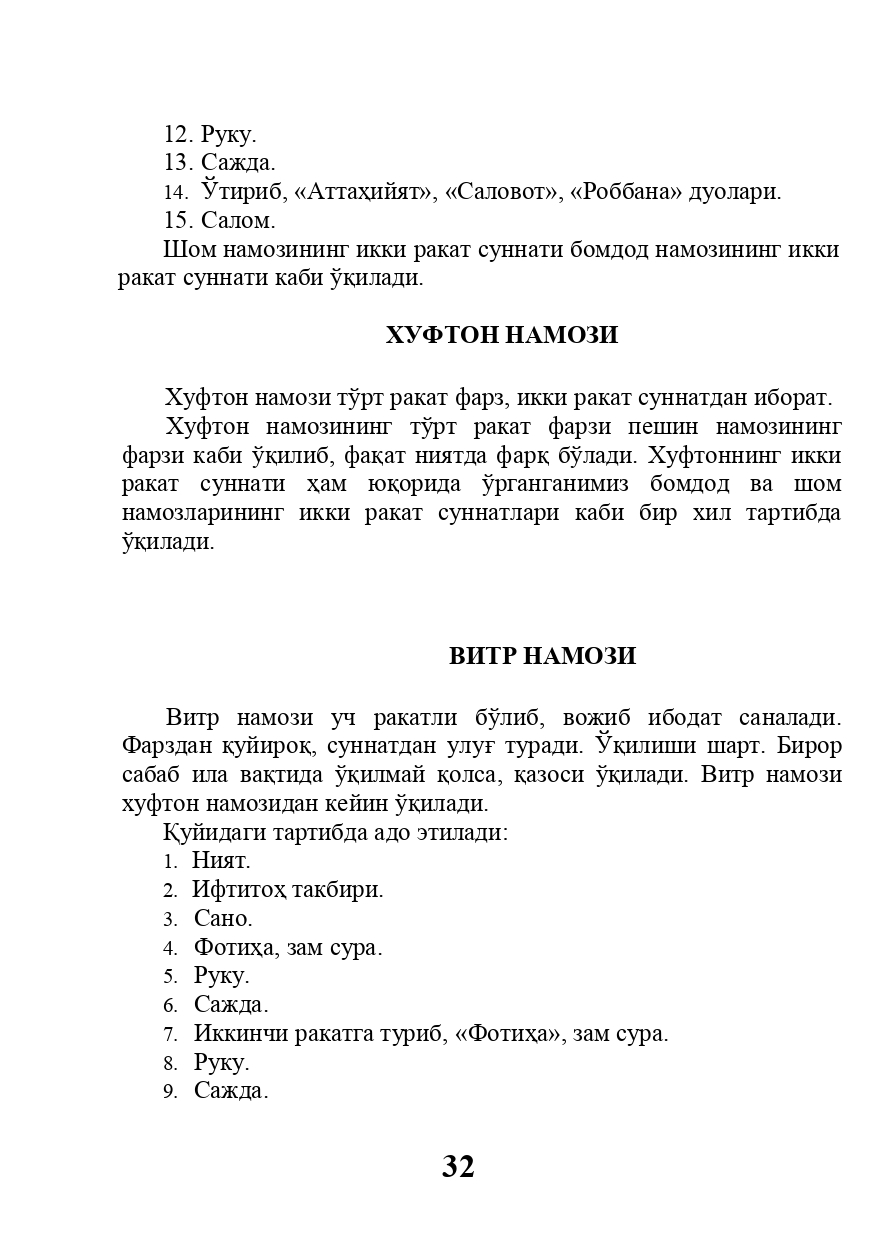 12. Руку.
13. Сажда.
14. Ўтириб, «Аттаҳийят», «Саловот», «Роббана» дуолари.
15. Салом.
Шом намозининг икки ракат суннати бомдод намозининг икки
ракат суннати каби ўқилади.
ХУФТОН НАМОЗИ
Хуфтон намози тўрт ракат фарз, икки ракат суннатдан иборат.
Хуфтон намозининг тўрт ракат фарзи пешин намозининг
фарзи каби ўқилиб, фақат ниятда фарқ бўлади. Хуфтоннинг икки
ракат суннати ҳам юқорида ўрганганимиз бомдод ва шом
намозларининг икки ракат суннатлари каби бир хил тартибда
ўқилади.
ВИТР НАМОЗИ
Витр намози уч ракатли бўлиб, вожиб ибодат саналади.
Фарздан қуйироқ, суннатдан улуғ туради. Ўқилиши шарт. Бирор
сабаб ила вақтида ўқилмай қолса, қазоси ўқилади. Витр намози
хуфтон намозидан кейин ўқилади.
Қуйидаги тартибда адо этилади:
1. Ният.
2. Ифтитоҳ такбири.
3. Сано.
4. Фотиҳа, зам сура.
5. Руку.
6. Сажда.
7. Иккинчи ракатга туриб, «Фотиҳа», зам сура.
8. Руку.
9. Сажда.
32